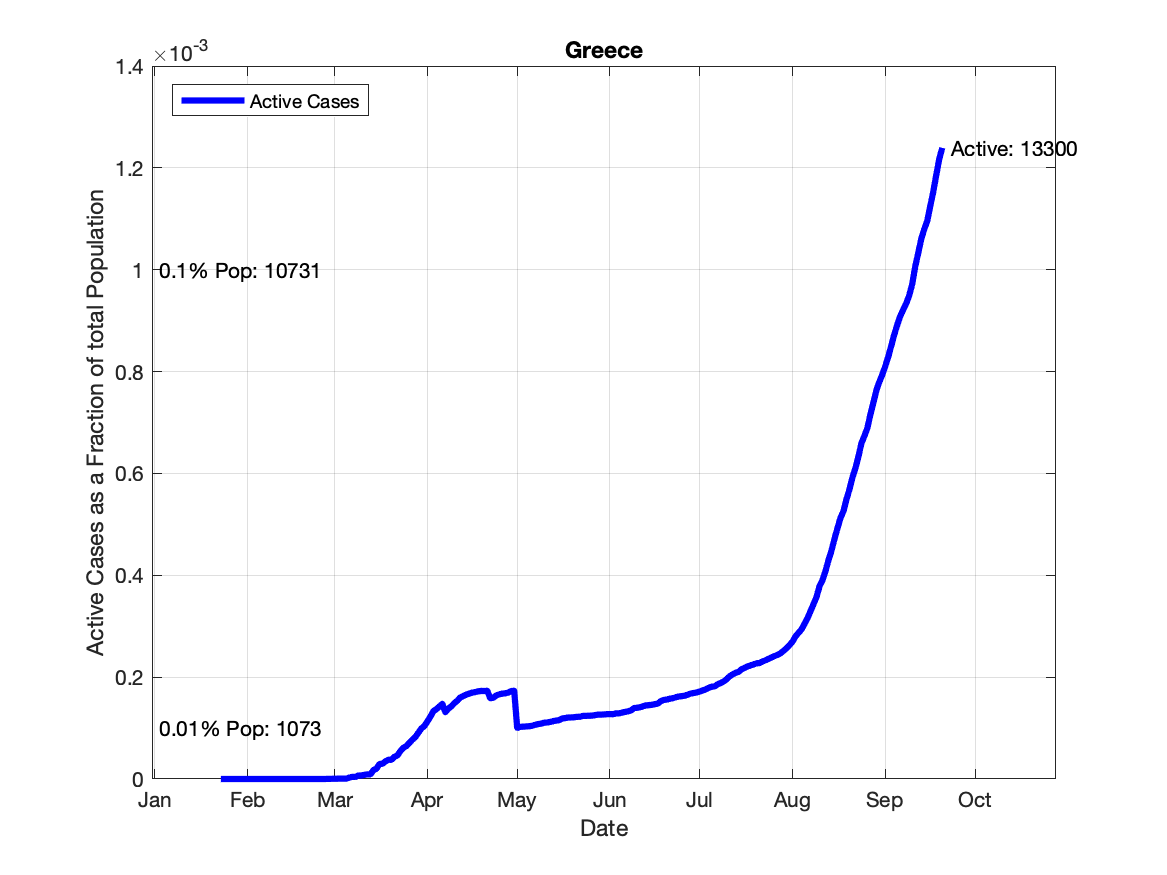 Greece
×10-3
1.4
Active Cases
Active: 13300
1.2
1
0.1% Pop: 10731
0.8
0.6
0.4
0.2
0.01% Pop: 1073
0
Active Cases as a Fraction of total Population
Jan Feb Mar Apr May Jun Jul Aug Sep Oct
Date